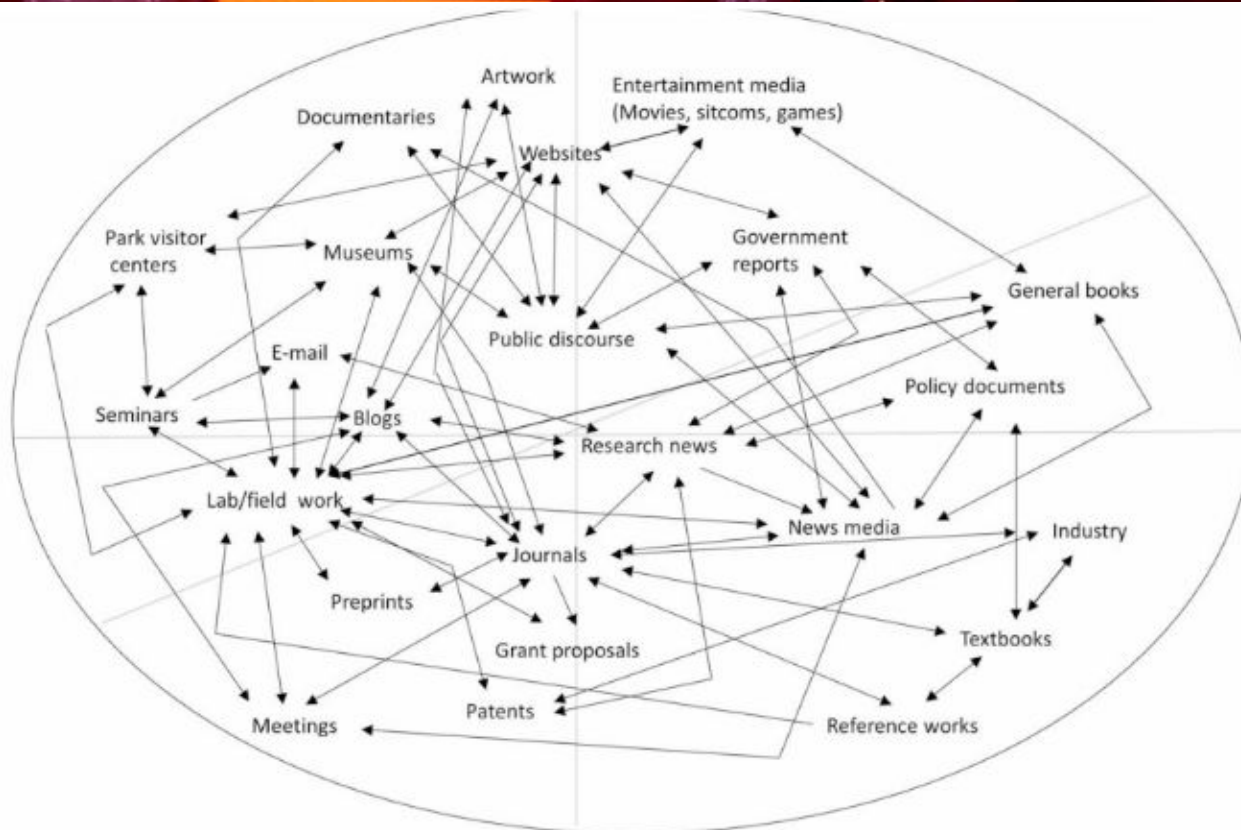 Artwork
Entertainment media
(Movies, sitcoms, games)
Documentaries
Websites
Park visitor
centers
Museums
Government
reports
General books
Public discourse
E-mail
Policy documents
Seminars
Blogs
Research news
Lab/field work
News media
Industry
Journals
Preprints
Grant proposals
Textbooks
Patents
Meetings
Reference works